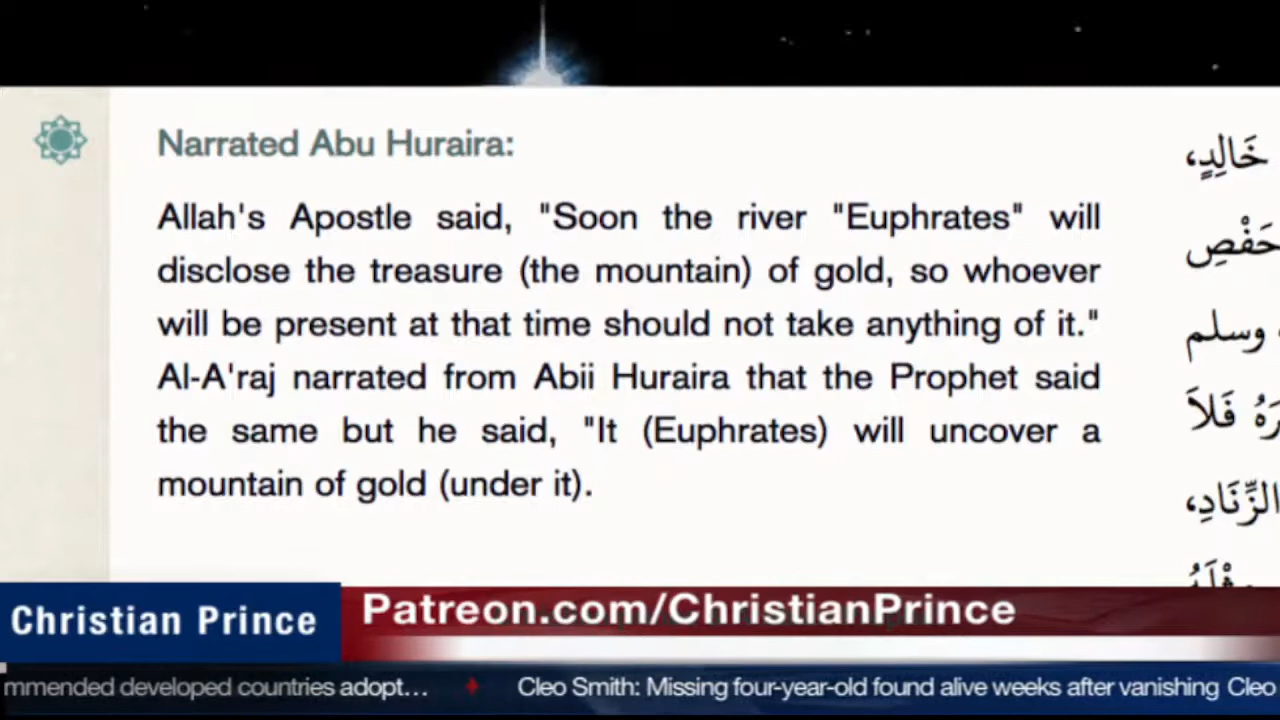 Narrated Abu Huraira:
Allah's Apostle said, "Soon the river "Euphrates" will
disclose the treasure (the mountain) of gold, so whoever
will be present at that time should not take anything of it."
Al-A'raj narrated from Abii Huraira that the Prophet said
the same but he said, "It (Euphrates) will uncover a
mountain of gold (under it).
خَالِدٍ،
حَفْصِ
وسلم
فَلاَ
الزِّنَادِ،
Christian Prince
Patreon.com/ChristianPrince
mmended developed countries adopt... ♦ Cleo Smith: Missing four-year-old found alive weeks after vanishing Cleo